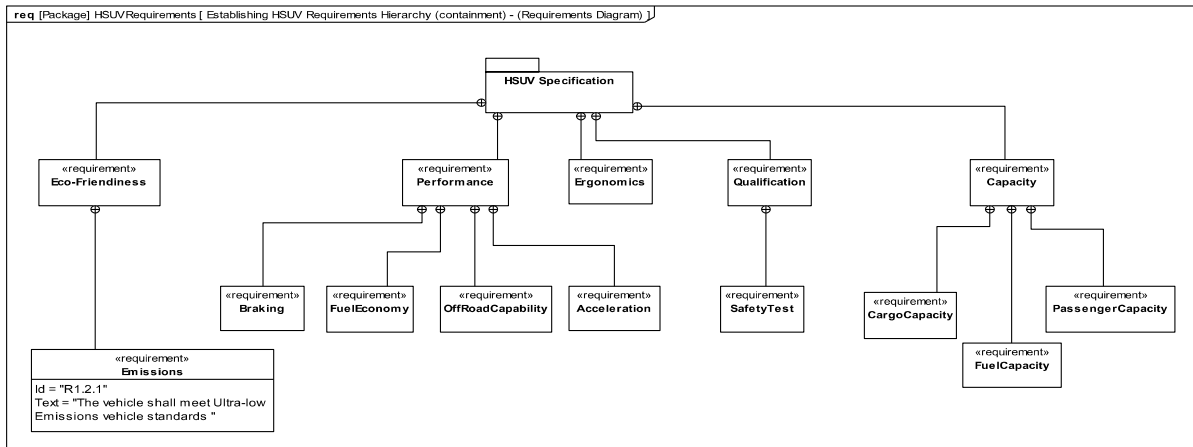 req [Package] HSUVRequirements [ Establishing HSUV Requirements Hierarchy (containment) - (Requirements Diagram) ]
HSUV Specification
«requirement»
Eco-Friendiness
«requirement»
Performance
«requirement»
Ergonomics
«requirement»
Qualification
«requirement»
Capacity
«requirement»
Braking
«requirement»
FuelEconomy
«requirement»
OffRoadCapability
«requirement»
Acceleration
«requirement»
SafetyTest
«requirement»
CargoCapacity
«requirement»
PassengerCapacity
«requirement»
FuelCapacity
«requirement»
Emissions
Id = "R1.2.1"
Text = "The vehicle shall meet Ultra-low
Emissions vehicle standards "